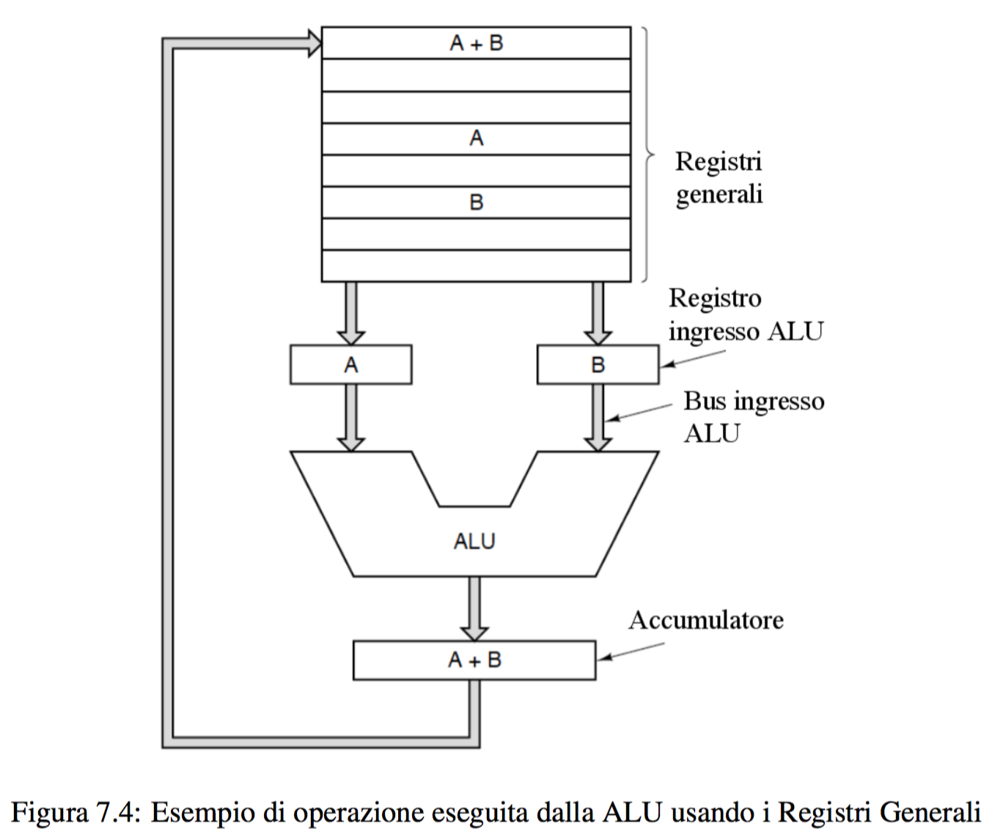 A + B
A
B
Registri
generali
Registro
ingresso ALU
A
B
Bus ingresso
ALU
ALU
Accumulatore
A + B
Figura 7.4: Esempio di operazione eseguita dalla ALU usando i Registri Generali